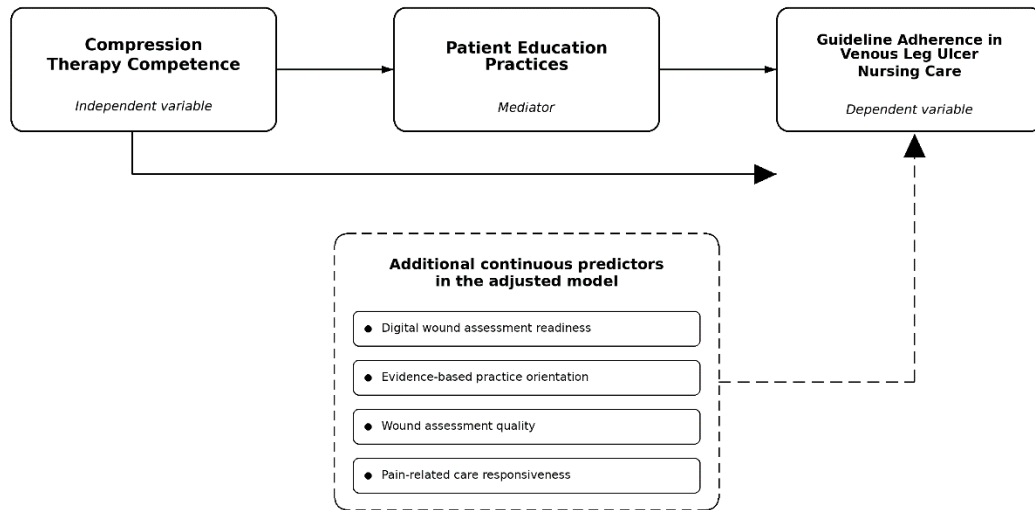 Compression
Therapy Competence
Independent variable
Patient Education
Practices
Mediator
Guideline Adherence in
Venous Leg Ulcer
Nursing Care
Dependent variable
Additional continuous predictors
in the adjusted model
Digital wound assessment readiness
Evidence-based practice orientation
Wound assessment quality
Pain-related care responsiveness